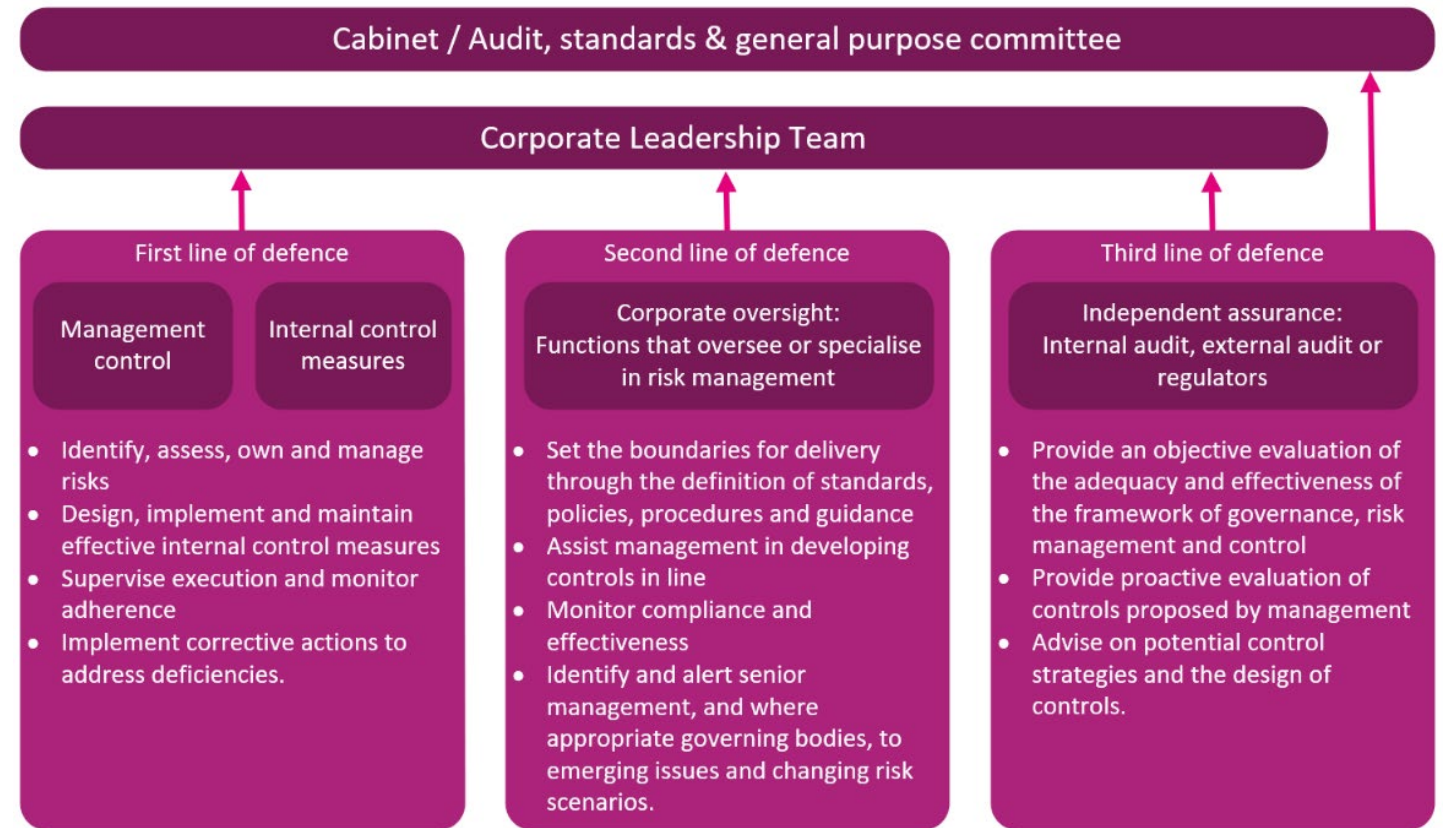 Cabinet / Audit, standards & general purpose committee
Corporate Leadership Team
First line of defence
Management
control
Internal control
measures
• Identify, assess, own and manage
risks
• Design, implement and maintain
effective internal control measures
• Supervise execution and monitor
adherence
• Implement corrective actions to
address deficiencies.
Second line of defence
Corporate oversight:
Functions that oversee or specialise
in risk management
• Set the boundaries for delivery
through the definition of standards,
policies, procedures and guidance
• Assist management in developing
controls in line
• Monitor compliance and
effectiveness
• Identify and alert senior
management, and where
appropriate governing bodies, to
emerging issues and changing risk
scenarios.
Third line of defence
Independent assurance:
Internal audit, external audit or
regulators
• Provide an objective evaluation of
the adequacy and effectiveness of
the framework of governance, risk
management and control
• Provide proactive evaluation of
controls proposed by management
• Advise on potential control
strategies and the design of
controls.